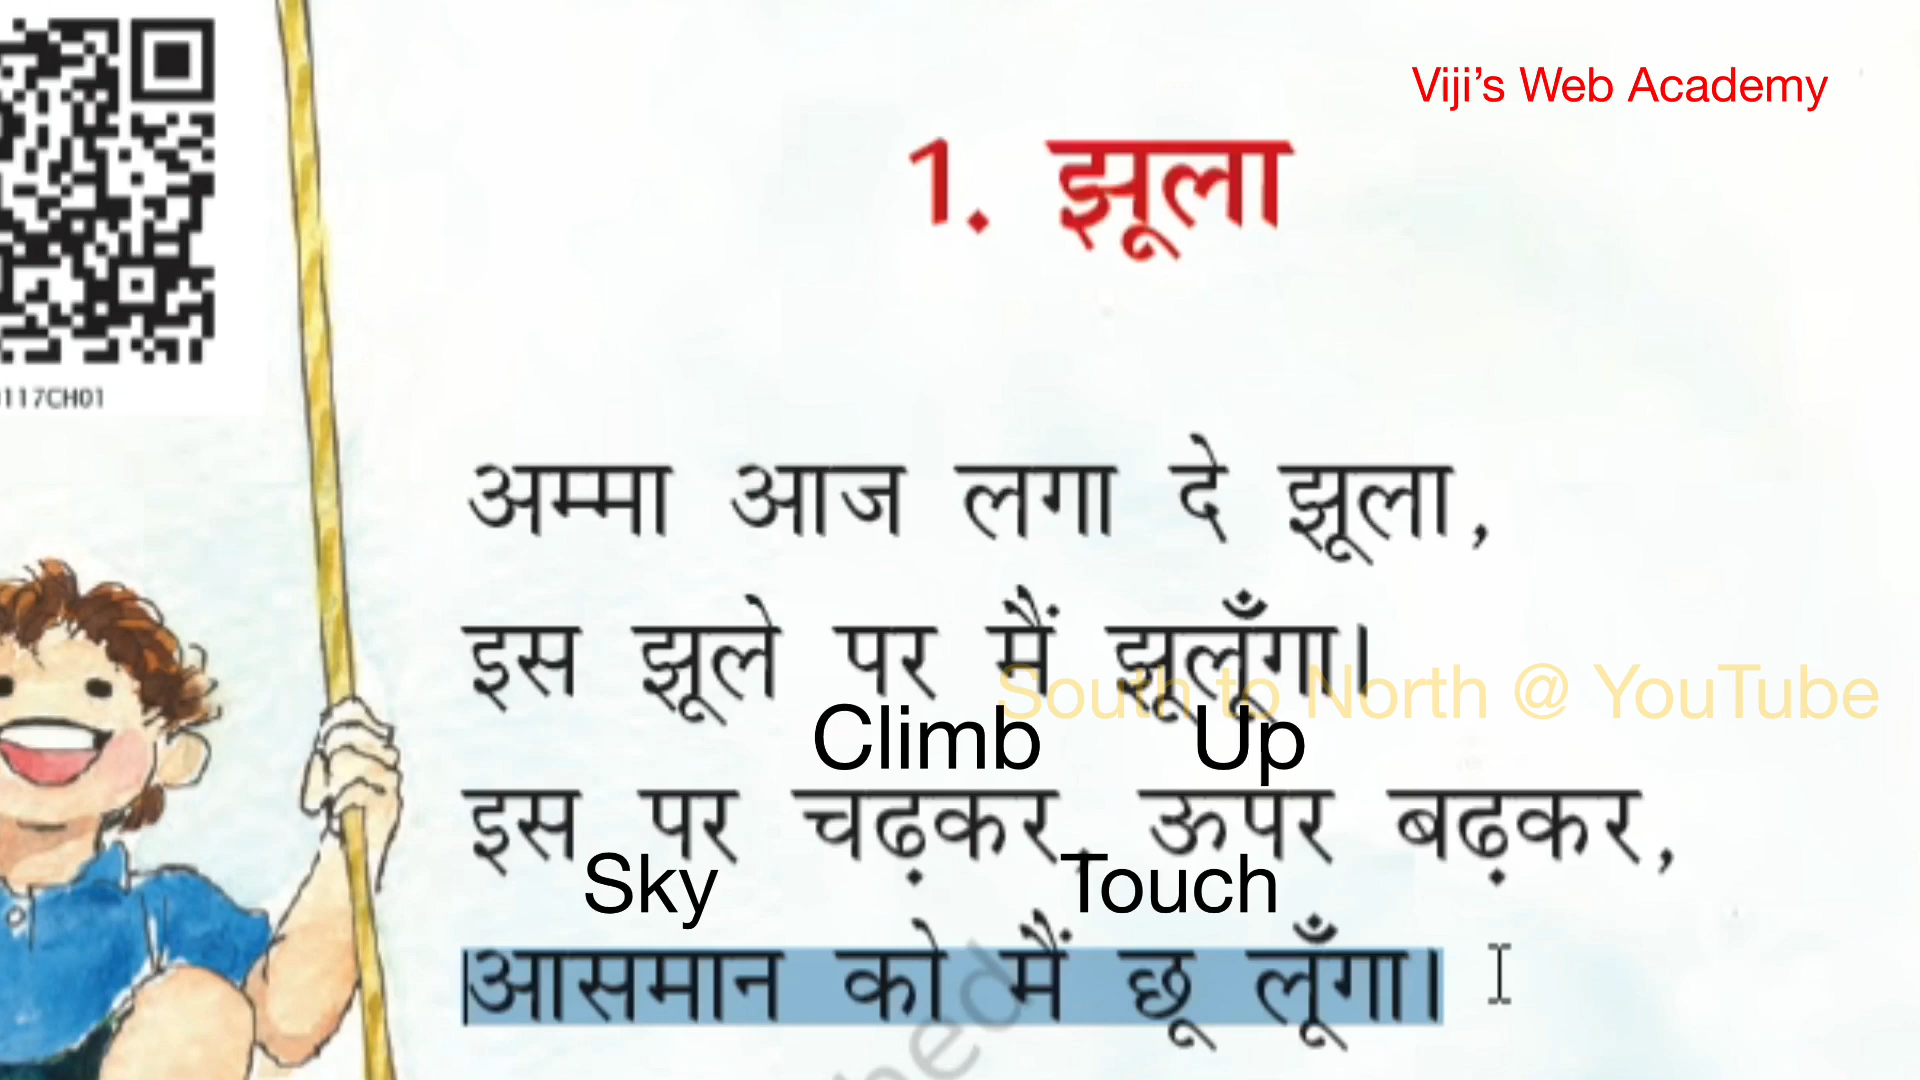 Viji's Web Academy
1. झूला
0117CH01
अम्मा आज लगा दे झूला,
इस झूले पर मैं झूलूँगा।
South to North @ YouTube
Climb Up
इस पर चढ़कर, ऊपर बढ़कर,
Sky Touch
आसमान को मैं छू लूँगा।